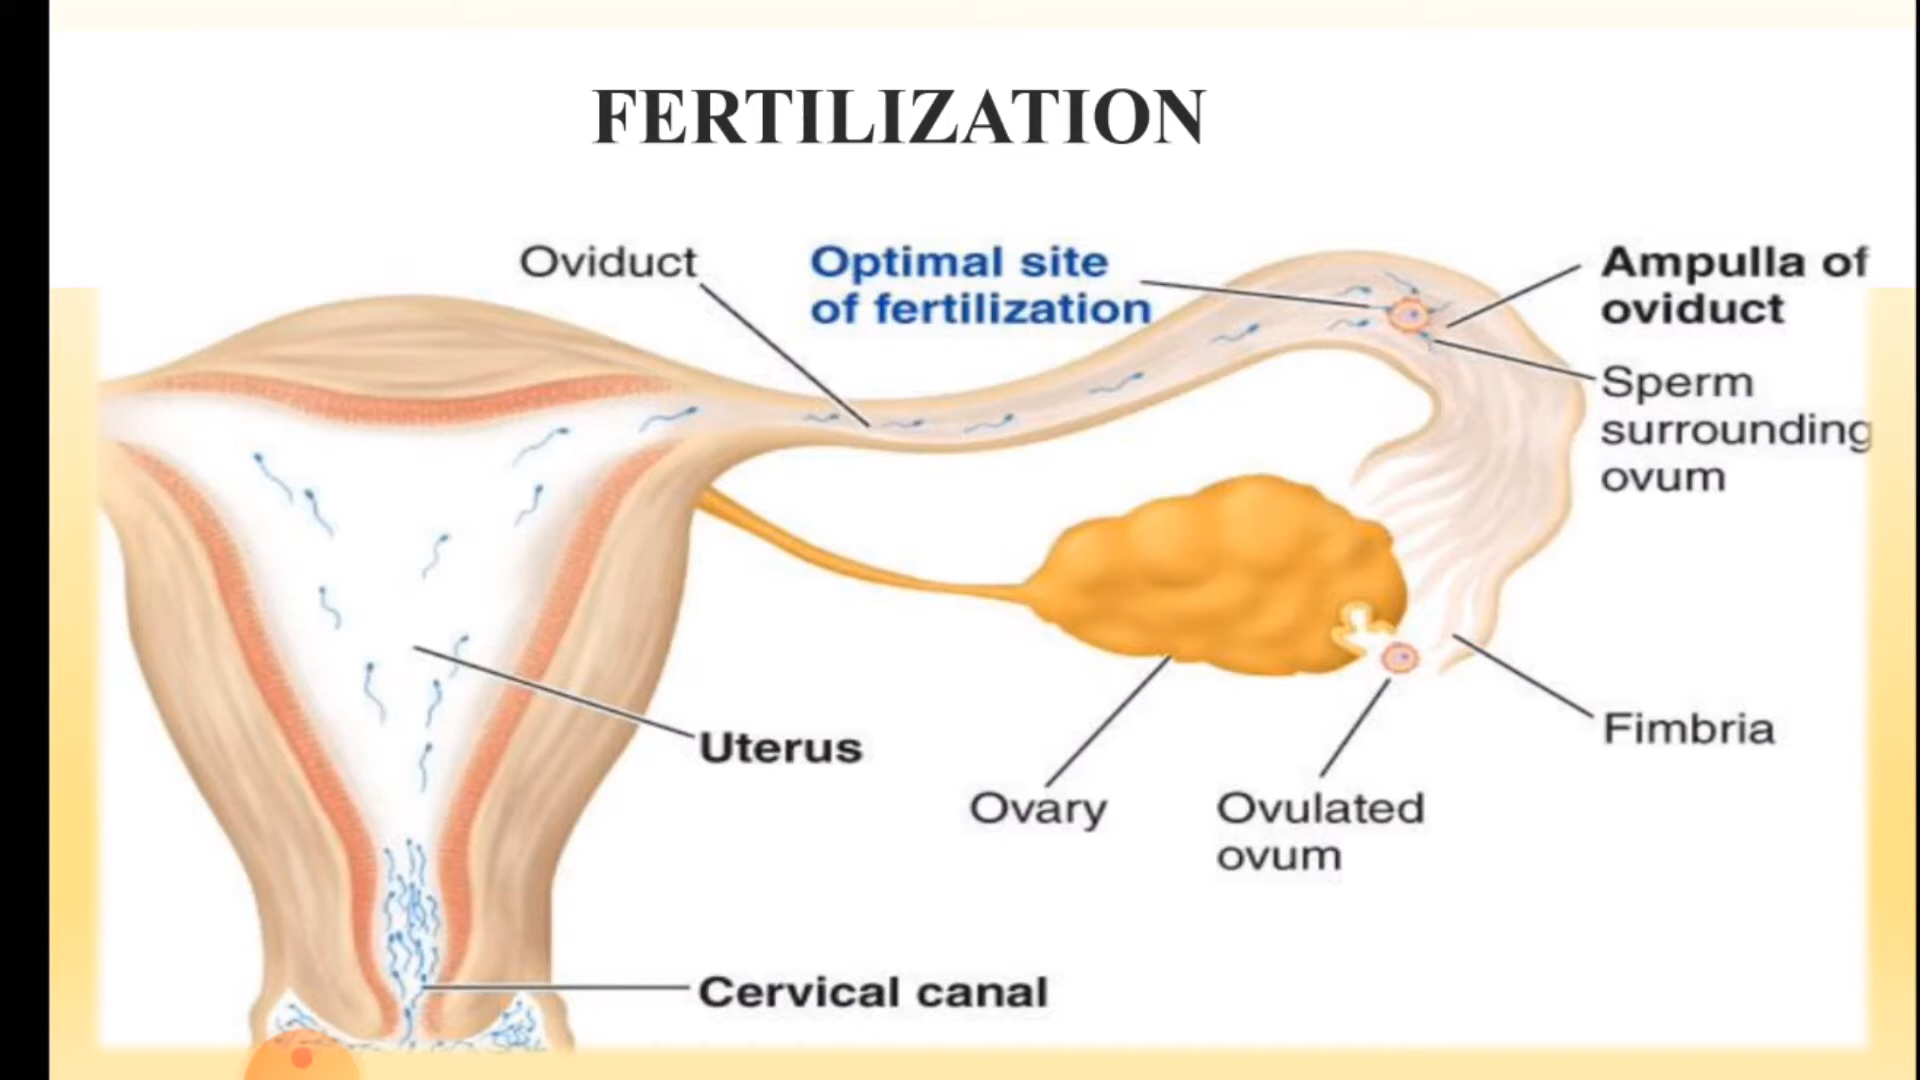 FERTILIZATION
Oviduct
Optimal site
of fertilization
Ampulla of
oviduct
Sperm
surrounding
ovum
Uterus
Ovary
Ovulated
ovum
Fimbria
Cervical canal